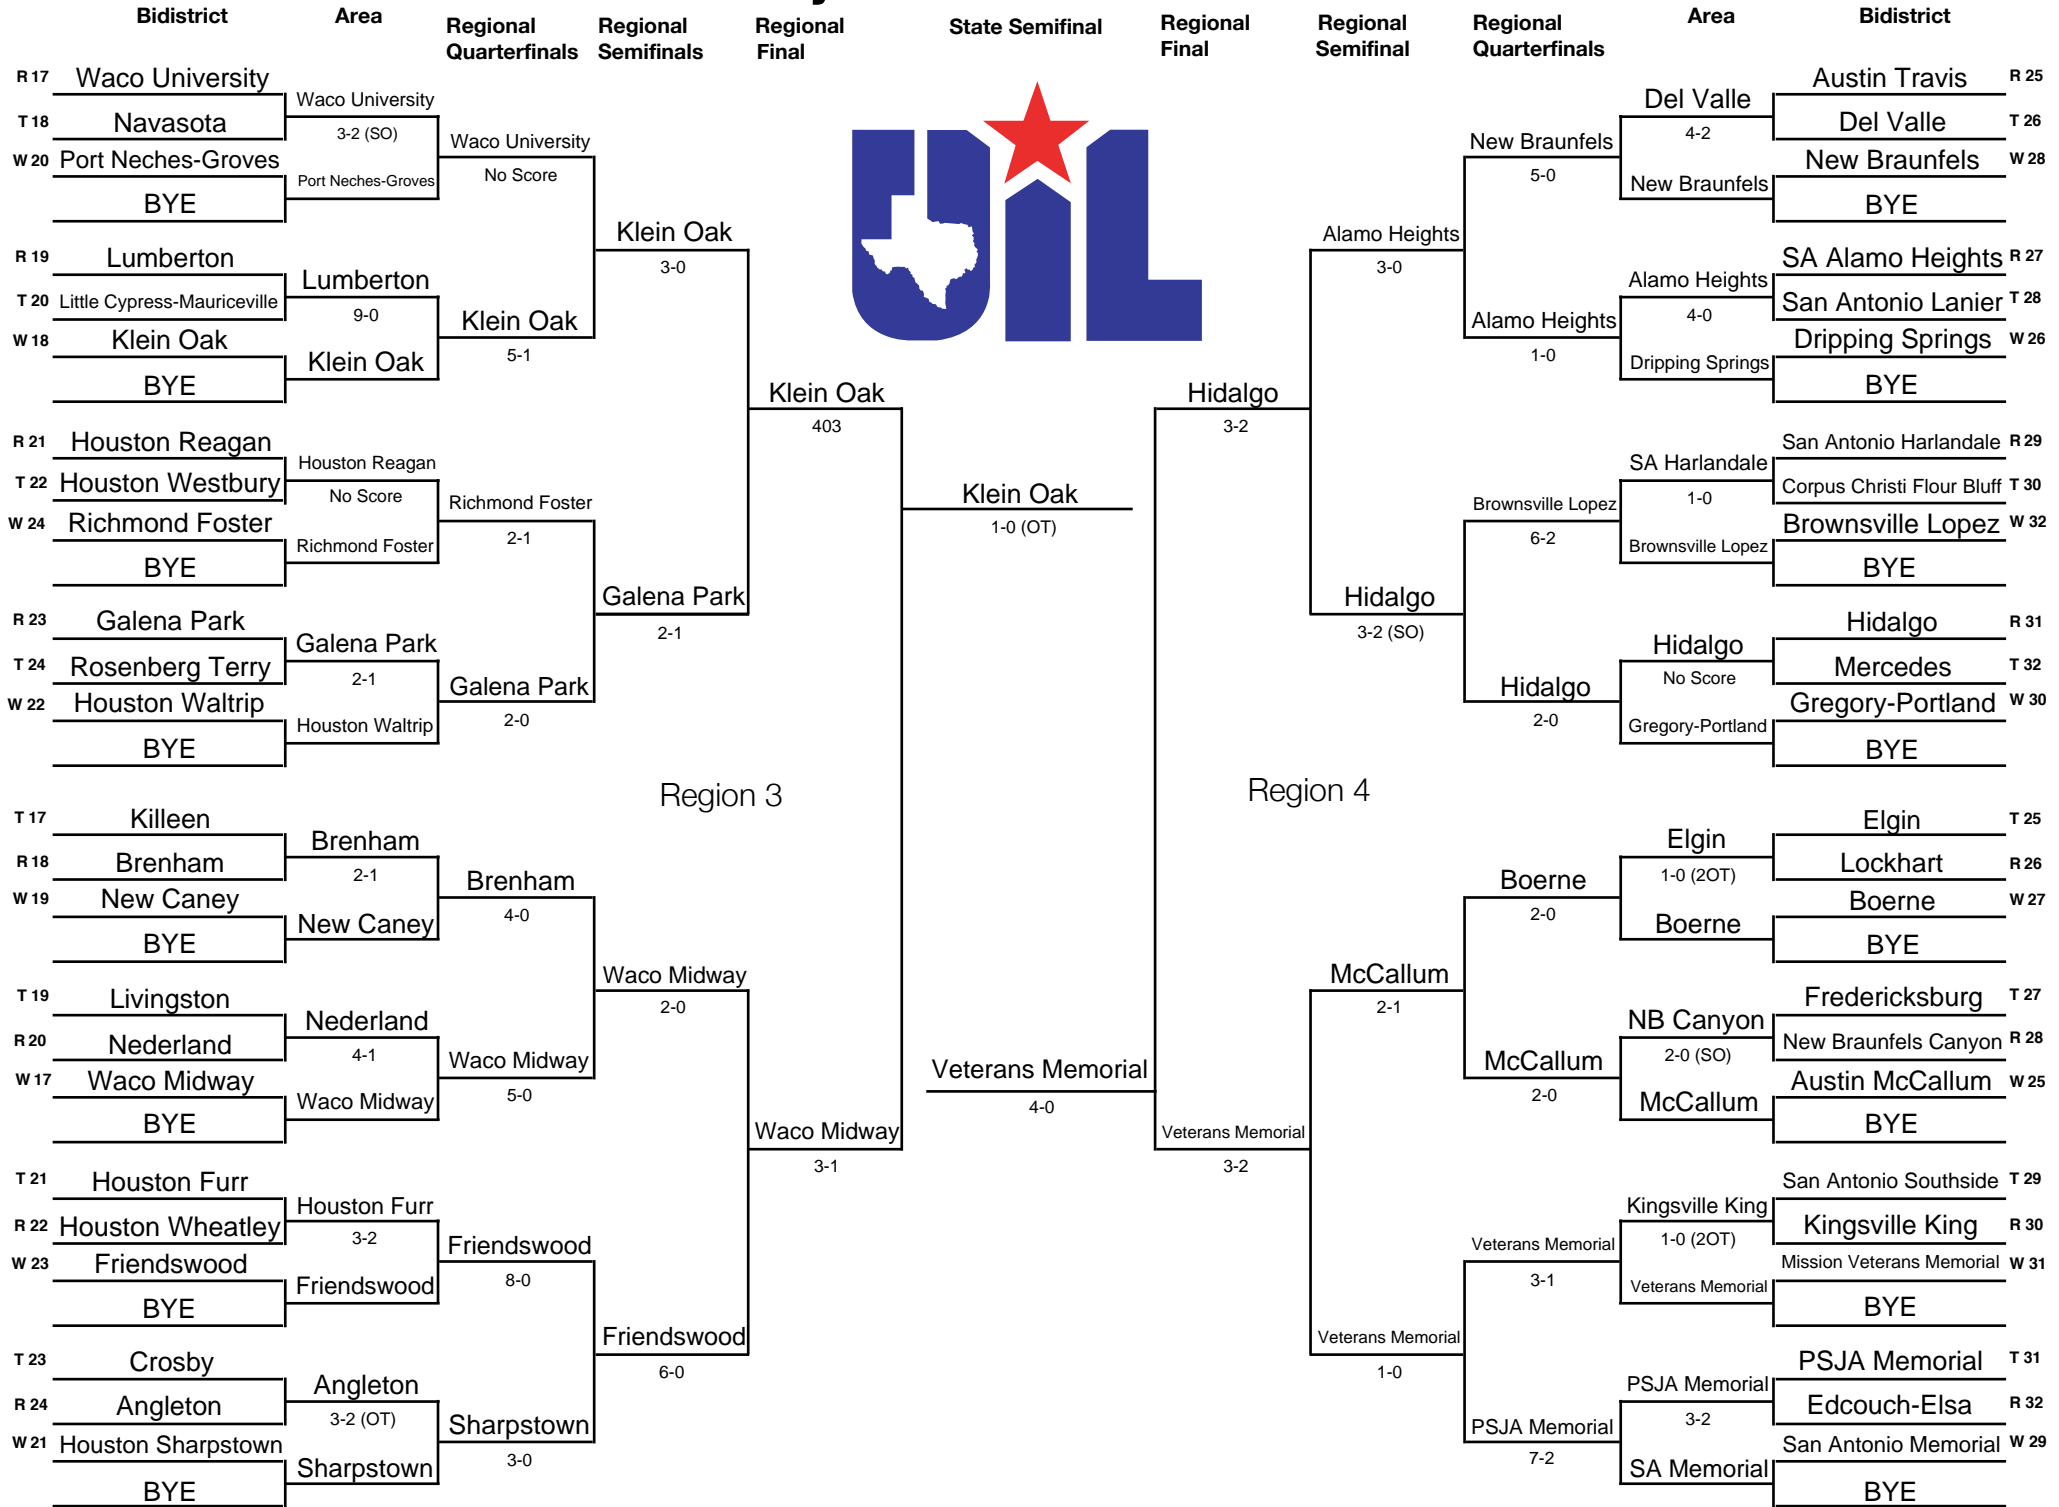 Bidistrict
Area
Regional
Quarterfinals
Regional
Semifinals
Regional
Final
State Semifinal
Regional
Final
Regional
Semifinal
Regional
Quarterfinals
Area
Bidistrict
R 17 Waco University
T 18 Navasota
W 20 Port Neches-Groves
BYE
R 19 Lumberton
T 20 Little Cypress-Mauriceville
W 18 Klein Oak
BYE
R 21 Houston Reagan
T 22 Houston Westbury
W 24 Richmond Foster
BYE
R 23 Galena Park
T 24 Rosenberg Terry
W 22 Houston Waltrip
BYE
T 17 Killeen
R 18 Brenham
W 19 New Caney
BYE
T 19 Livingston
R 20 Nederland
W 17 Waco Midway
BYE
T 21 Houston Furr
R 22 Houston Wheatley
W 23 Friendswood
BYE
T 23 Crosby
R 24 Angleton
W 21 Houston Sharpstown
BYE
Waco University
3-2 (SO)
Port Neches-Groves
Lumberton
9-0
Klein Oak
Houston Reagan
No Score
Richmond Foster
Galena Park
2-1
Houston Waltrip
Brenham
2-1
New Caney
Nederland
4-1
Waco Midway
Houston Furr
3-2
Friendswood
Angleton
3-2 (OT)
Sharpstown
Waco University
No Score
Klein Oak
5-1
Richmond Foster
2-1
Galena Park
2-0
Brenham
4-0
Waco Midway
5-0
Friendswood
8-0
Sharpstown
3-0
Klein Oak
3-0
Galena Park
2-1
Region 3
Waco Midway
2-0
Friendswood
6-0
Klein Oak
403
Waco Midway
3-1
UIL
Klein Oak
1-0 (OT)
Veterans Memorial
4-0
Hidalgo
3-2
Veterans Memorial
3-2
Alamo Heights
3-0
Hidalgo
3-2 (SO)
Region 4
McCallum
2-1
Veterans Memorial
1-0
New Braunfels
5-0
Alamo Heights
1-0
Brownsville Lopez
6-2
Hidalgo
2-0
Boerne
2-0
McCallum
2-0
Veterans Memorial
3-1
PSJA Memorial
7-2
Del Valle
4-2
New Braunfels
Alamo Heights
4-0
Dripping Springs
SA Harlandale
1-0
Brownsville Lopez
Hidalgo
No Score
Gregory-Portland
Elgin
1-0 (2OT)
Boerne
NB Canyon
2-0 (SO)
McCallum
Kingsville King
1-0 (2OT)
Veterans Memorial
PSJA Memorial
3-2
SA Memorial
Austin Travis R 25
Del Valle T 26
New Braunfels W 28
BYE
SA Alamo Heights R 27
San Antonio Lanier T 28
Dripping Springs W 26
BYE
San Antonio Harlandale R 29
Corpus Christi Flour Bluff T 30
Brownsville Lopez W 32
BYE
Hidalgo R 31
Mercedes T 32
Gregory-Portland W 30
BYE
Elgin T 25
Lockhart R 26
Boerne W 27
BYE
Fredericksburg T 27
New Braunfels Canyon R 28
Austin McCallum W 25
BYE
San Antonio Southside T 29
Kingsville King R 30
Mission Veterans Memorial W 31
BYE
PSJA Memorial T 31
Edcouch-Elsa R 32
San Antonio Memorial W 29
BYE